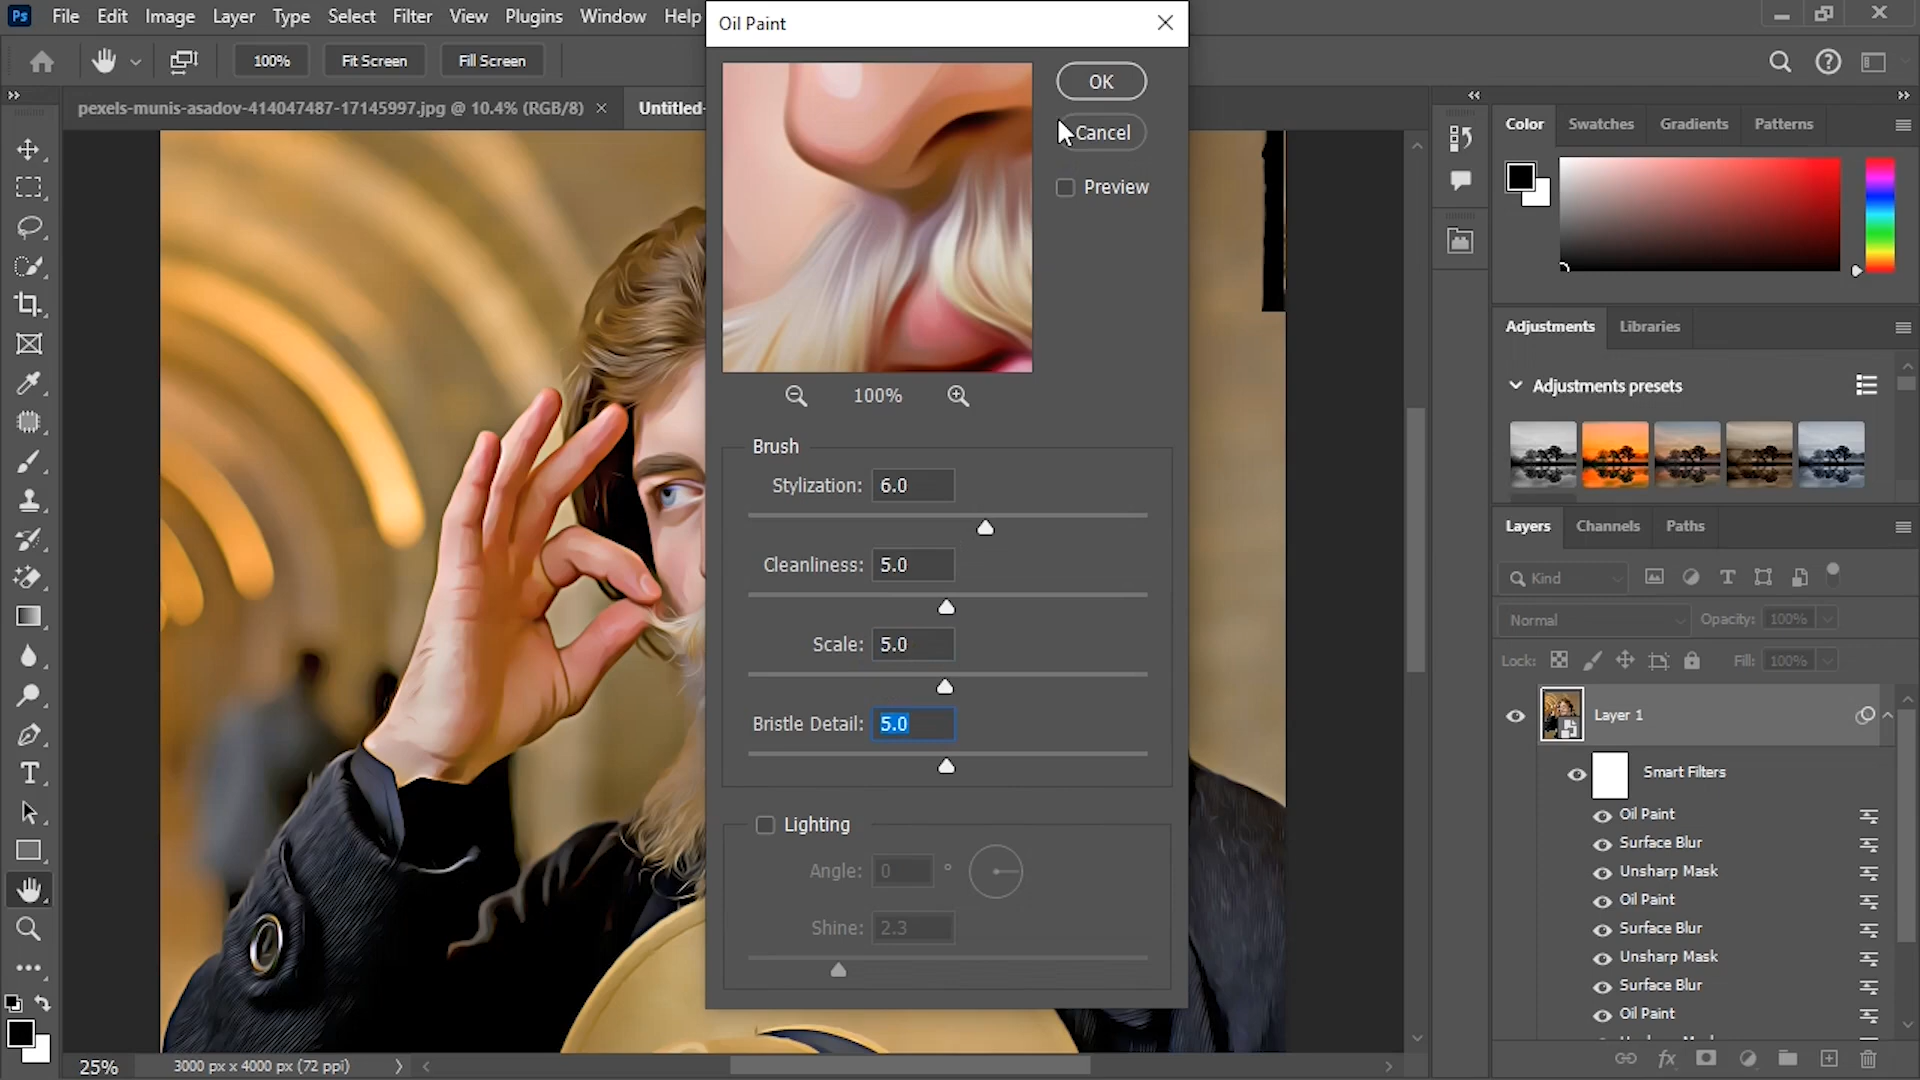 Ps File Edit Image Layer Type Select Filter View Plugins Window Help
Oil Paint
100% Fit Screen Fill Screen
pexels-munis-asadov-414047487-17145997.jpg @ 10.4% (RGB/8) × Untitled-
OK
Cancel
Preview
100%
Brush
Stylization: 6.0
Cleanliness: 5.0
Scale: 5.0
Bristle Detail: 5.0
Lighting
Angle: 0 °
Shine: 2.3
Color Swatches Gradients Patterns
Adjustments Libraries
Adjustments presets
Layers Channels Paths
Kind
Normal Opacity: 100%
Lock: Fill: 100%
Layer 1
Smart Filters
Oil Paint
Surface Blur
Unsharp Mask
Oil Paint
Surface Blur
Unsharp Mask
Surface Blur
Oil Paint
25% 3000 px x 4000 px (72 ppi)